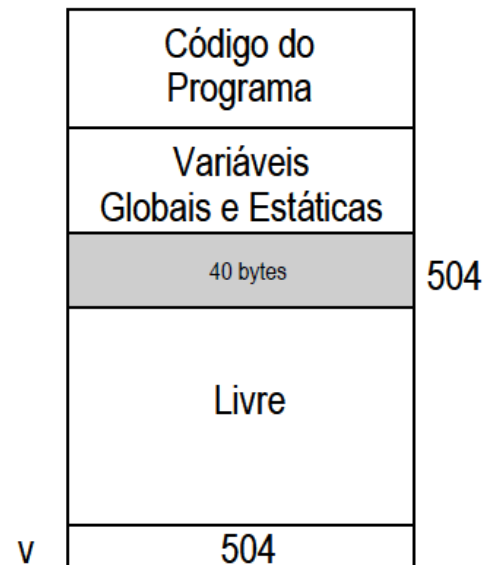 Código do
Programa
Variáveis
Globais e Estáticas
40 bytes
504
Livre
v
504